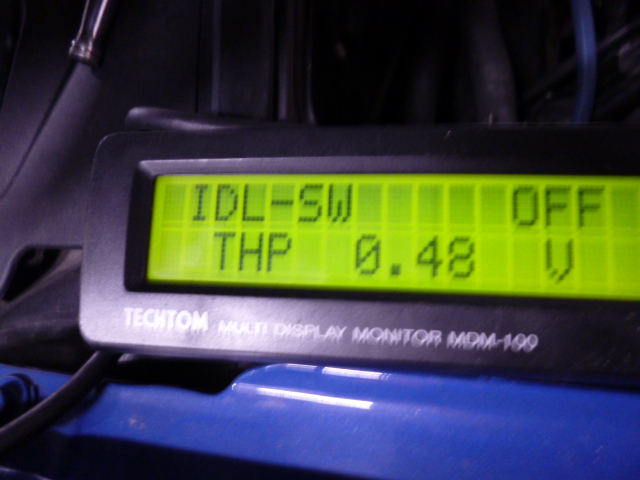 IDL-SW OFF
THP 0.48 V
TECHTOM MULTI DISPLAY MONITOR MDM-100